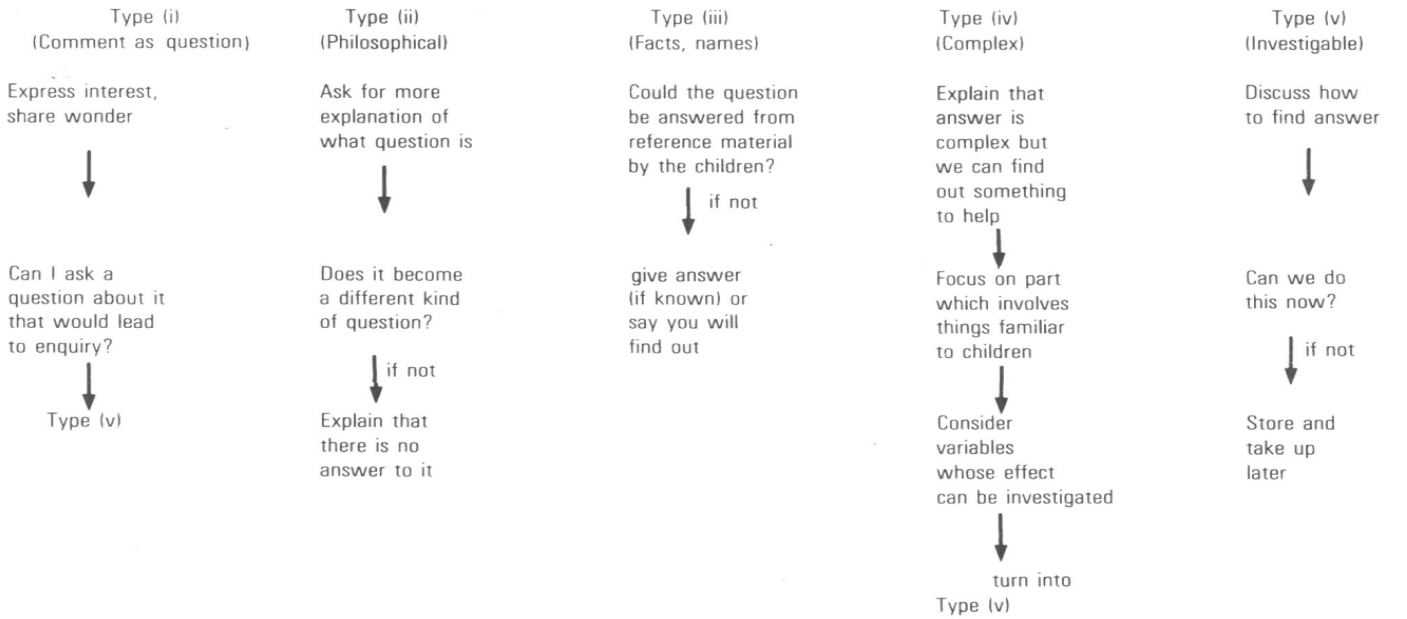 Type (i)
(Comment as question)
Express interest,
share wonder
Can I ask a
question about it
that would lead
to enquiry?
Type (v)
Type (ii)
(Philosophical)
Ask for more
explanation of
what question is
Does it become
a different kind
of question?
if not
Explain that
there is no
answer to it
Type (iii)
(Facts, names)
Could the question
be answered from
reference material
by the children?
if not
give answer
(if known) or
say you will
find out
Type (iv)
(Complex)
Explain that
answer is
complex but
we can find
out something
to help
Focus on part
which involves
things familiar
to children
Consider
variables
whose effect
can be investigated
turn into
Type (v)
Type (v)
(Investigable)
Discuss how
to find answer
Can we do
this now?
if not
Store and
take up
later